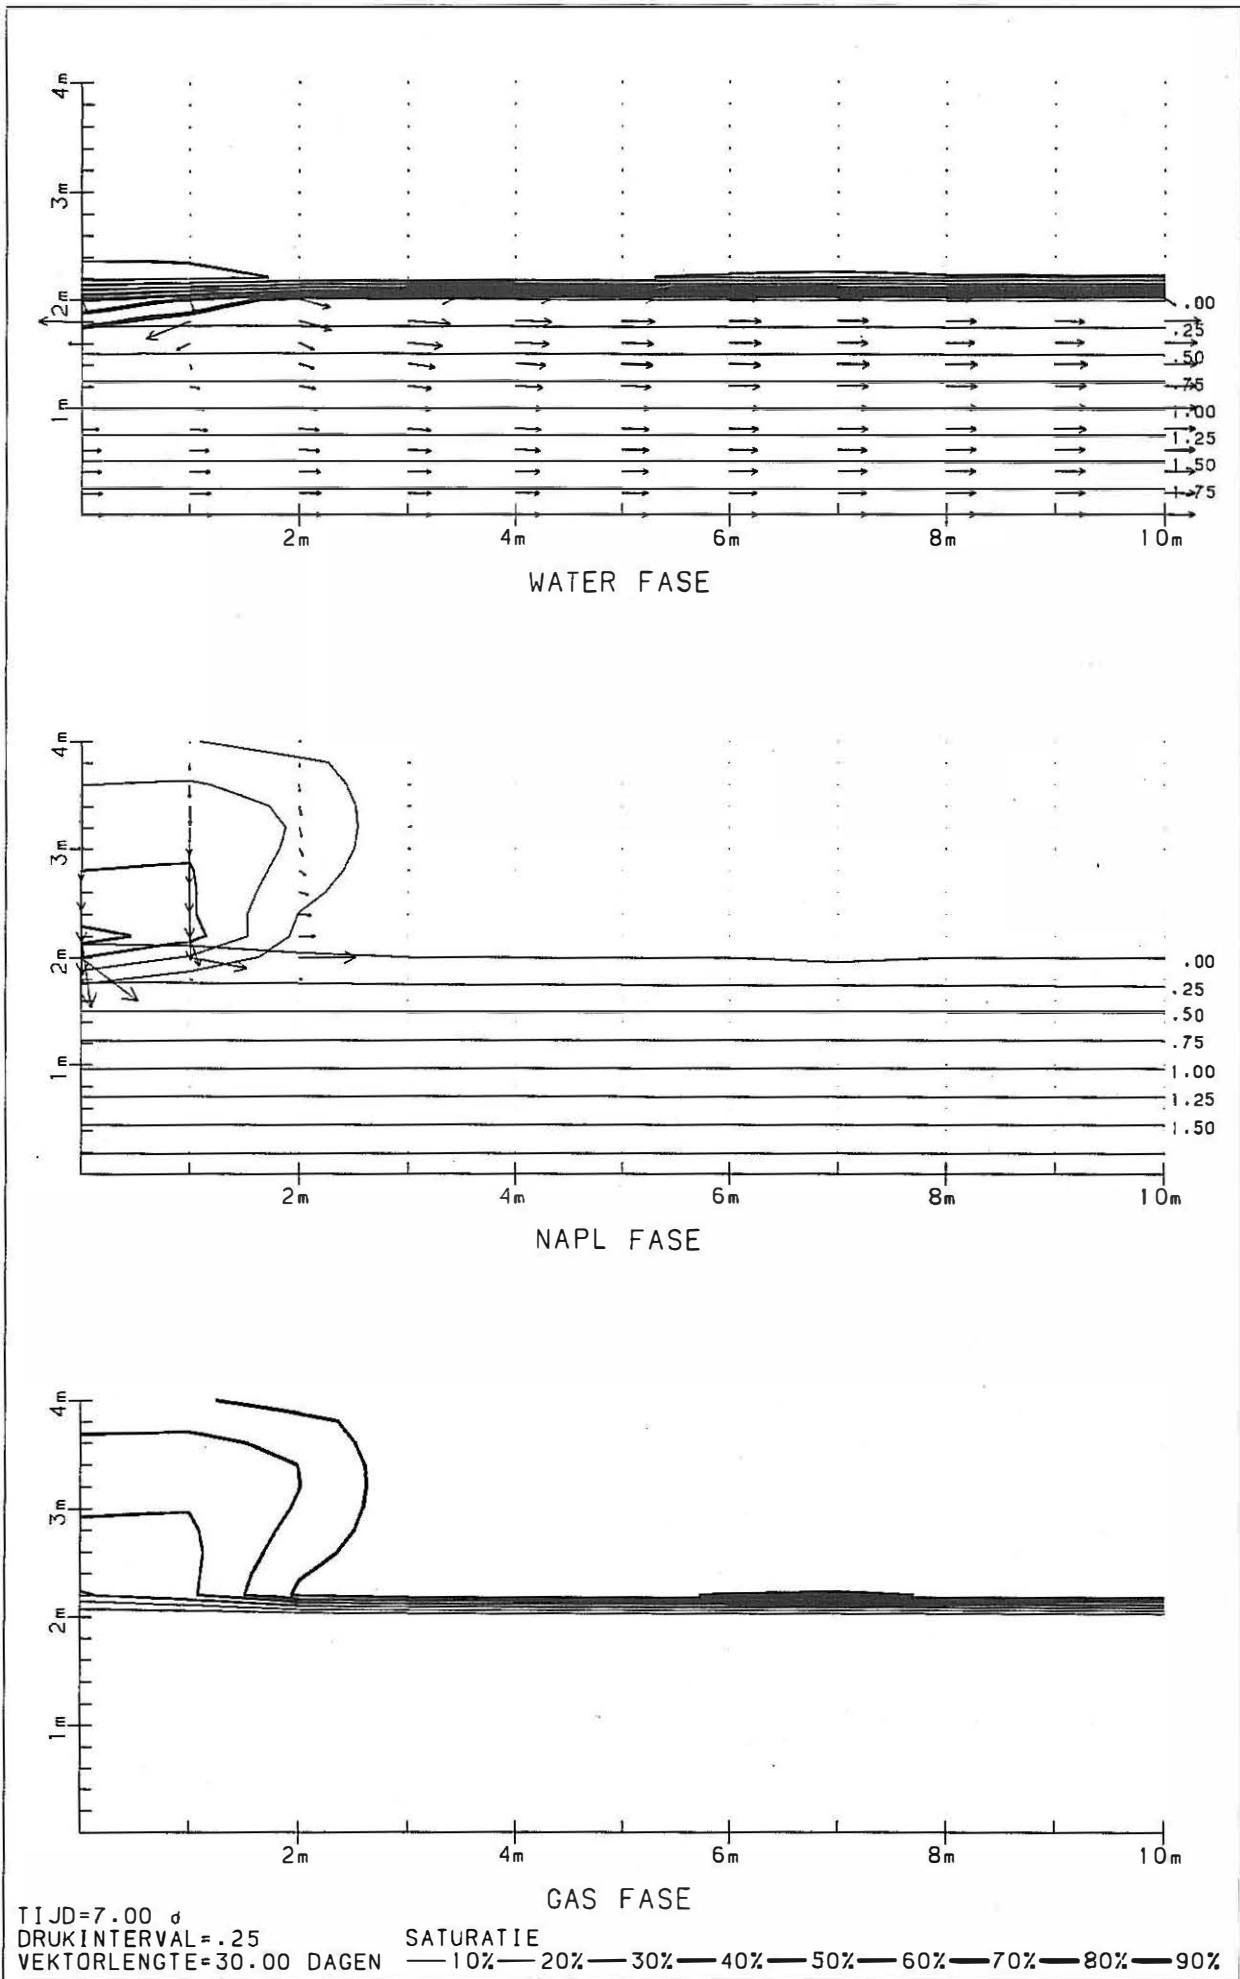 4m
3m
2m
1m
.00
.25
.50
.75
1.00
1.25
1.50
1.75
2m 4m 6m 8m 10m
WATER FASE
4m
3m
2m
1m
.00
.25
.50
.75
1.00
1.25
1.50
2m 4m 6m 8m 10m
NAPL FASE
4m
3m
2m
1m
2m 4m 6m 8m 10m
GAS FASE
TIJD=7.00 d
DRUKINTERVAL=.25 SATURATIE
VEKTORLENGTE=30.00 DAGEN 10% 20% 30% 40% 50% 60% 70% 80% 90%